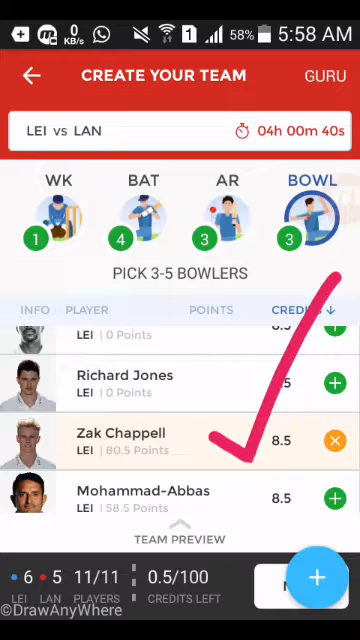 0
KB/s
1
58%
5:58 AM
CREATE YOUR TEAM
GURU
LEI vs LAN
04h 00m 40s
WK
BAT
AR
BOWL
1
4
3
3
PICK 3-5 BOWLERS
INFO
PLAYER
POINTS
CREDITS ↓
LEI | 0 Points
Richard Jones
LEI | 0 Points
Zak Chappell
LEI | 80.5 Points
8.5
Mohammad-Abbas
LEI | 58.5 Points
8.5
TEAM PREVIEW
6
5
11/11
0.5/100
LEI
LAN
PLAYERS
CREDITS LEFT
©DrawAnyWhere